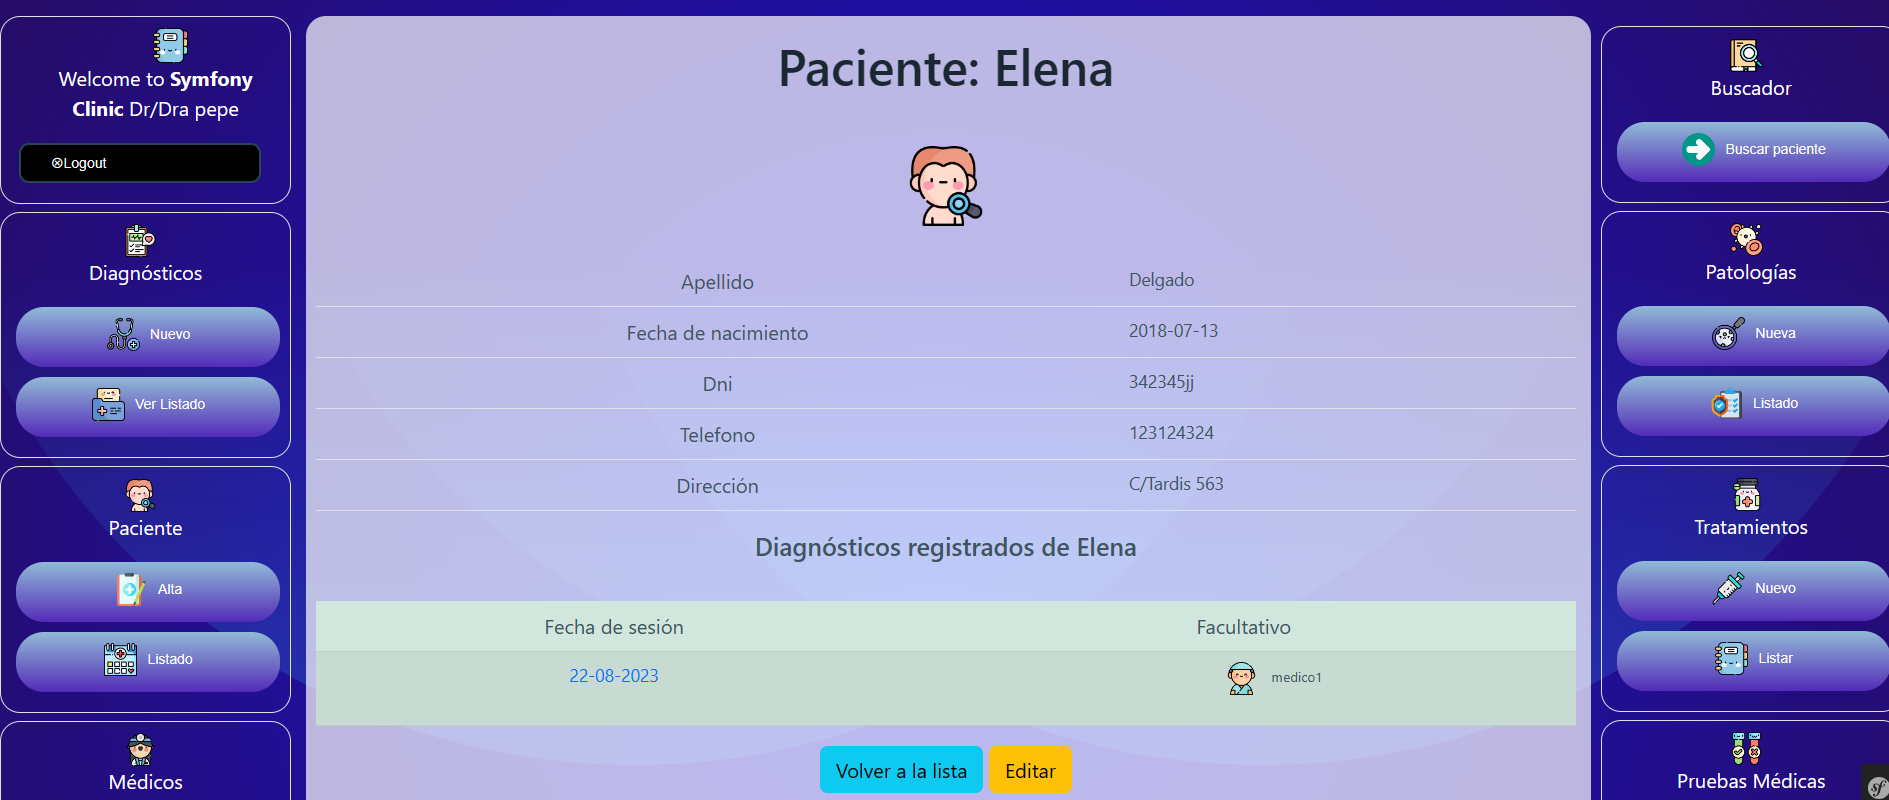 Welcome to Symfony
Clinic Dr/Dra pepe
⊗Logout
Diagnósticos
Nuevo
Ver Listado
Paciente
Alta
Listado
Médicos
Paciente: Elena
Apellido Delgado
Fecha de nacimiento 2018-07-13
Dni 342345jj
Telefono 123124324
Dirección C/Tardis 563
Diagnósticos registrados de Elena
Fecha de sesión Facultativo
22-08-2023 medico1
Volver a la lista Editar
Buscador
Buscar paciente
Patologías
Nueva
Listado
Tratamientos
Nuevo
Listar
Pruebas Médicas
sf